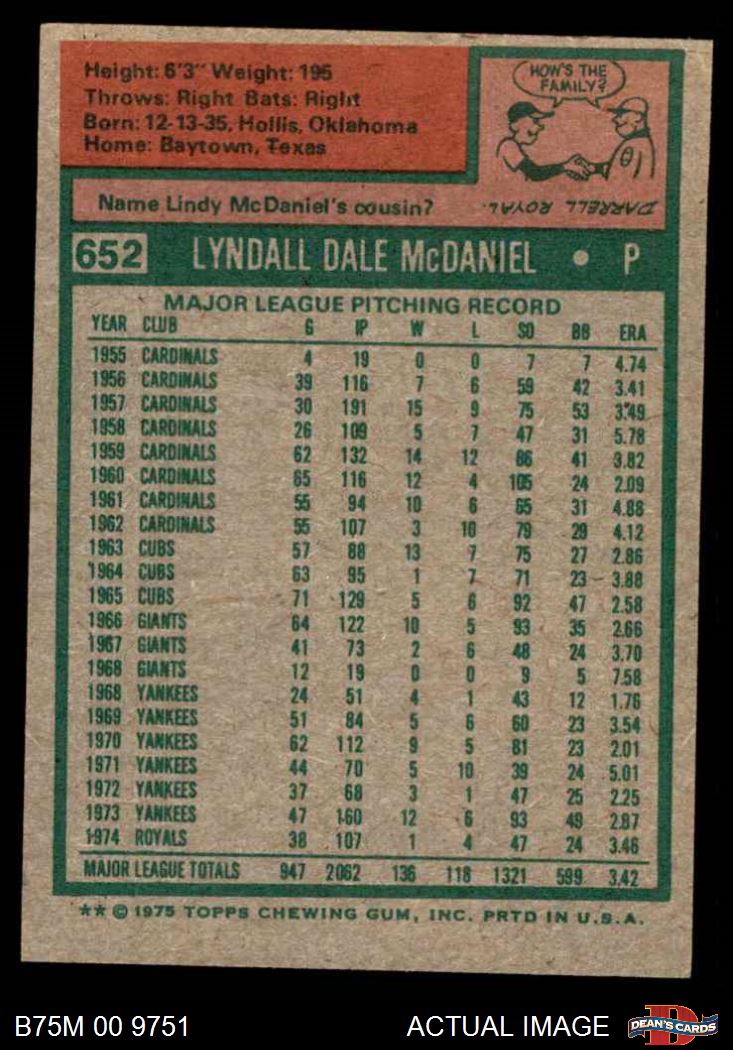 Height: 6'3" Weight: 195
Throws: Right Bats: Right
Born: 12-13-35, Hollis, Oklahoma
Home: Baytown, Texas
HOW'S THE
FAMILY?
Name Lindy McDaniel's cousin?
DARRELL ROYAL.
652 LYNDALL DALE McDANIEL • P
MAJOR LEAGUE PITCHING RECORD
YEAR CLUB G IP W L SO BB ERA
1955 CARDINALS 4 19 0 0 7 7 4.74
1956 CARDINALS 39 116 7 6 59 42 3.41
1957 CARDINALS 30 191 15 9 75 53 3.49
1958 CARDINALS 26 109 5 7 47 31 5.78
1959 CARDINALS 62 132 14 12 86 41 3.82
1960 CARDINALS 65 116 12 4 105 24 2.09
1961 CARDINALS 55 94 10 6 65 31 4.88
1962 CARDINALS 55 107 3 10 79 29 4.12
1963 CUBS 57 88 13 7 75 27 2.86
1964 CUBS 63 95 1 7 71 23 3.88
1965 CUBS 71 129 5 6 92 47 2.58
1966 GIANTS 64 122 10 5 93 35 2.66
1967 GIANTS 41 73 2 6 48 24 3.70
1968 GIANTS 12 19 0 0 9 5 7.58
1968 YANKEES 24 51 4 1 43 12 1.76
1969 YANKEES 51 84 5 6 60 23 3.54
1970 YANKEES 62 112 9 5 81 23 2.01
1971 YANKEES 44 70 5 10 39 24 5.01
1972 YANKEES 37 68 3 1 47 25 2.25
1973 YANKEES 47 160 12 6 93 49 2.87
1974 ROYALS 38 107 1 4 47 24 3.46
MAJOR LEAGUE TOTALS 947 2062 136 118 1321 599 3.42
** © 1975 TOPPS CHEWING GUM, INC. PRTD IN U.S.A.
B75M 00 9751 ACTUAL IMAGE DEAN'S CARDS